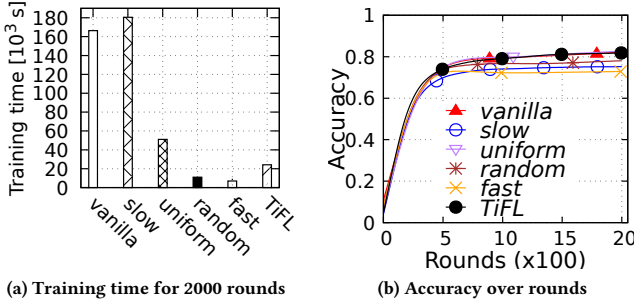 Training time [10³ s]
180
160
140
120
100
80
60
40
20
0
vanilla
slow
uniform
random
fast
TiFL
(a) Training time for 2000 rounds
Accuracy
1
0.8
0.6
0.4
0.2
0
vanilla
slow
uniform
random
fast
TiFL
0 5 10 15 20
Rounds (x100)
(b) Accuracy over rounds